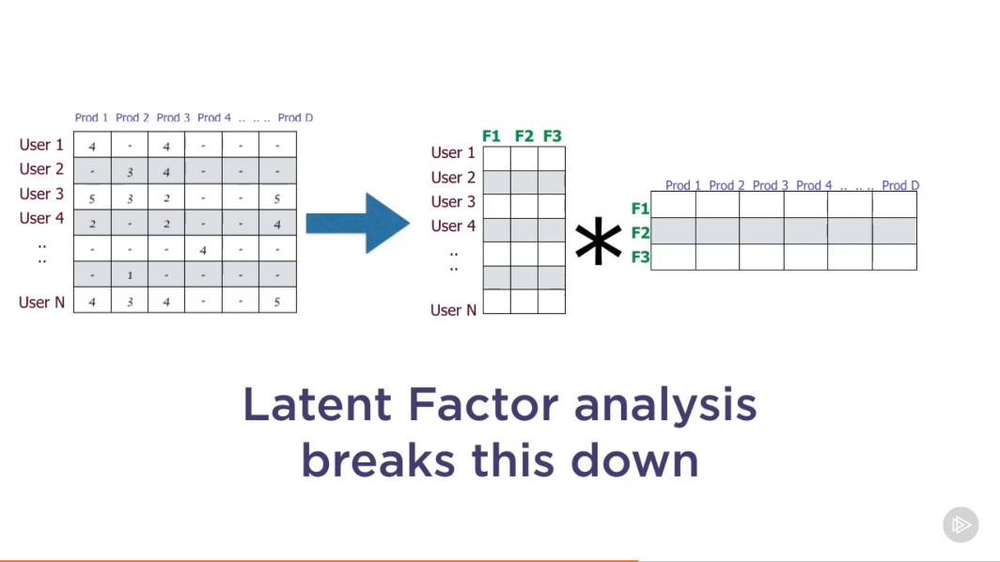 Prod 1 Prod 2 Prod 3 Prod 4 .. .. .. Prod D
User 1 4 - 4 - - -
User 2 - 3 4 - - -
User 3 5 3 2 - - 5
User 4 2 - 2 - - 4
.. - - - 4 - -
.. - 1 - - - -
User N 4 3 4 - - 5
F1 F2 F3
User 1
User 2
User 3
User 4
..
..
User N
*
Prod 1 Prod 2 Prod 3 Prod 4 .. .. .. Prod D
F1
F2
F3
Latent Factor analysis
breaks this down